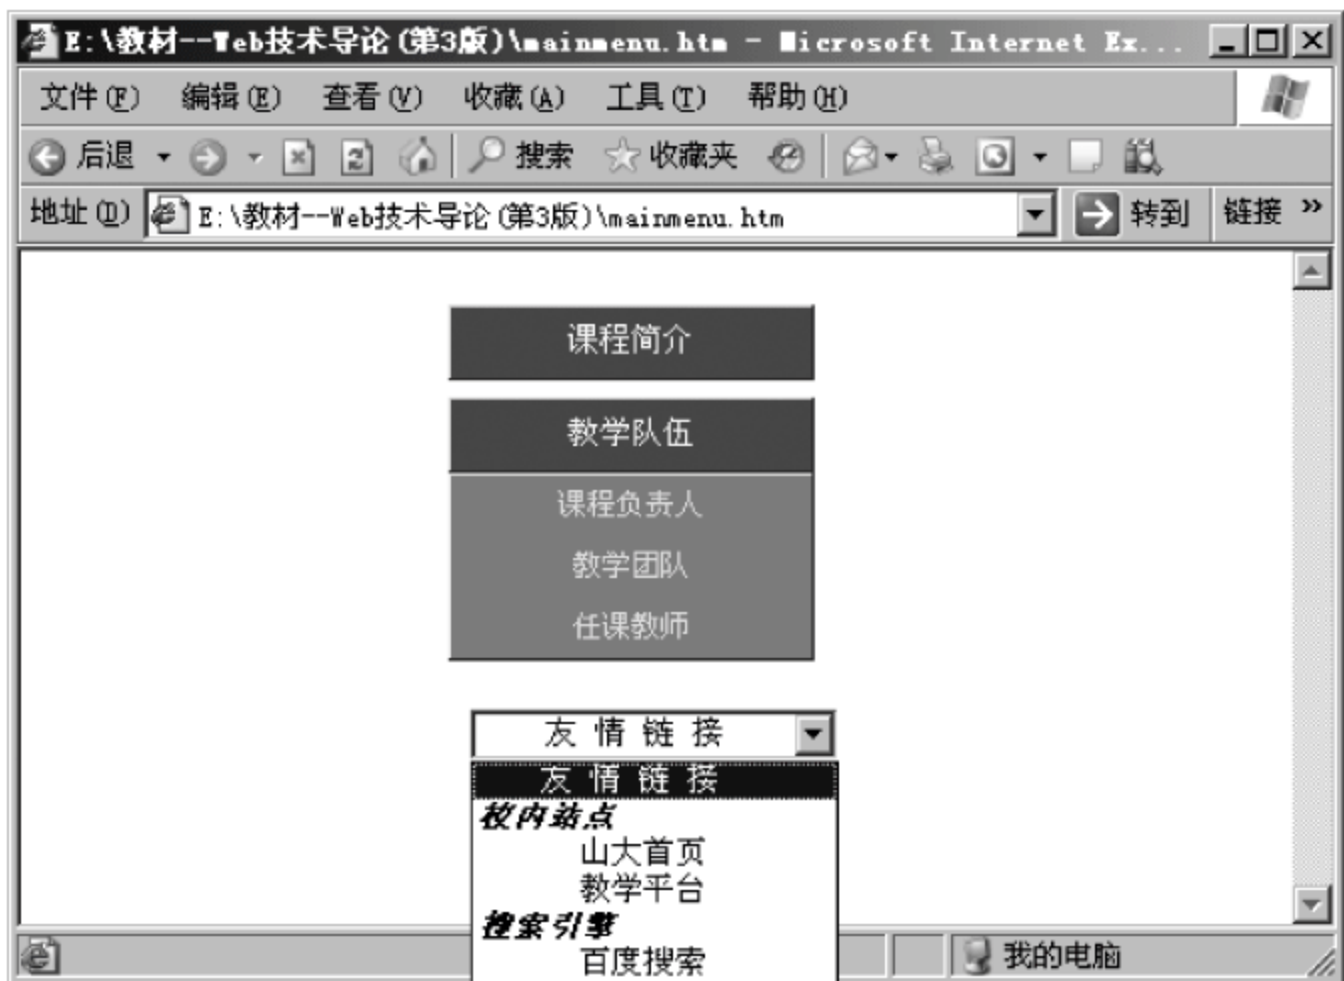 E:\教材--Web技术导论(第3版)\mainmenu.htm - Microsoft Internet Ex...
文件(F) 编辑(E) 查看(V) 收藏(A) 工具(T) 帮助(H)
后退 搜索 收藏夹
地址(D) E:\教材--Web技术导论(第3版)\mainmenu.htm 转到 链接 »
课程简介
教学队伍
课程负责人
教学团队
任课教师
友 情 链 接
友 情 链 接
校内站点
山大首页
教学平台
搜索引擎
百度搜索
我的电脑